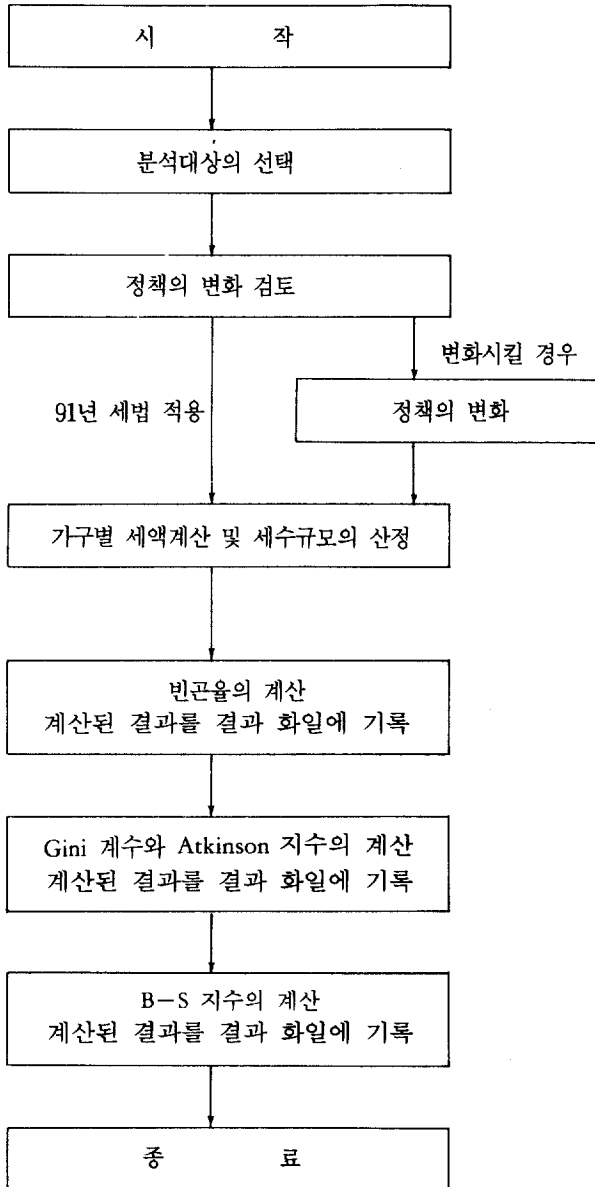 시 작
분석대상의 선택
정책의 변화 검토
변화시킬 경우
91년 세법 적용
정책의 변화
가구별 세액계산 및 세수규모의 산정
빈곤율의 계산
계산된 결과를 결과 화일에 기록
Gini 계수와 Atkinson 지수의 계산
계산된 결과를 결과 화일에 기록
B-S 지수의 계산
계산된 결과를 결과 화일에 기록
종 료